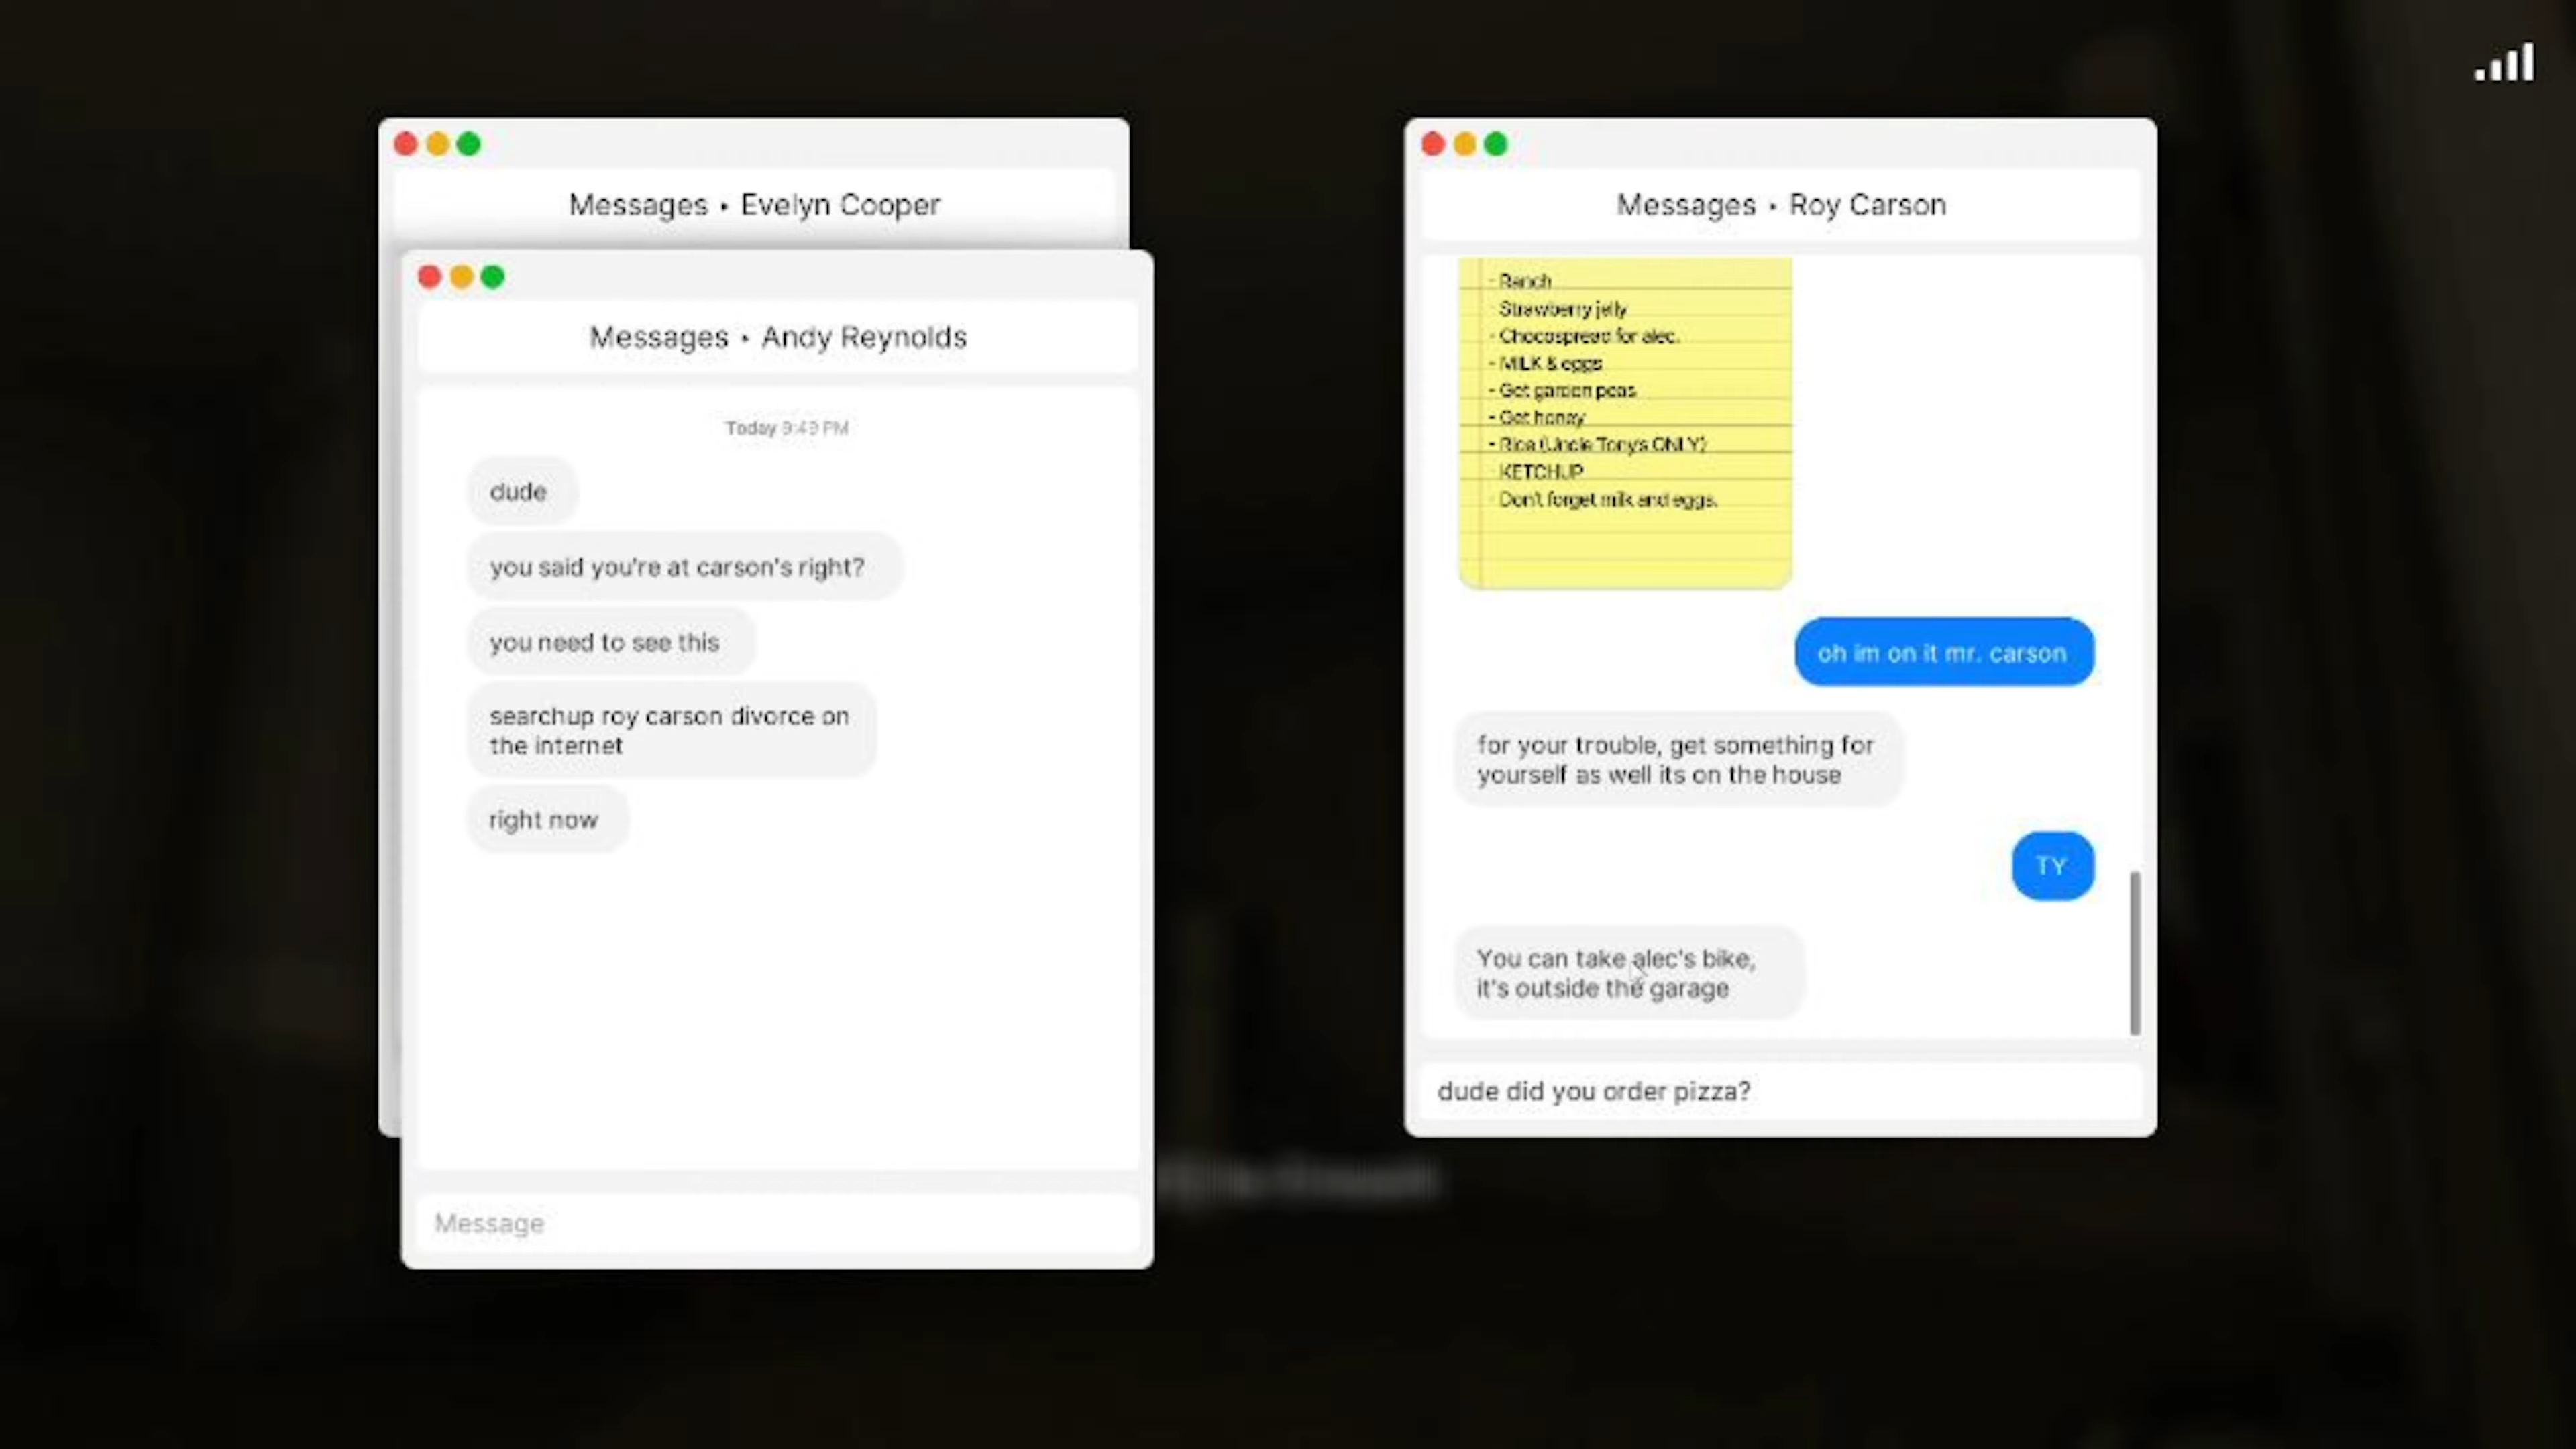 Messages • Evelyn Cooper
Messages • Andy Reynolds
Today 9:49 PM
dude
you said you're at carson's right?
you need to see this
searchup roy carson divorce on
the internet
right now
Message
Messages • Roy Carson
- Ranch
- Strawberry jelly
- Chocospread for alec.
- MILK & eggs
- Get garden peas
- Get honey
- Rice (Uncle Tony's ONLY)
- KETCHUP
- Don't forget milk and eggs.
oh im on it mr. carson
for your trouble, get something for
yourself as well its on the house
TY
You can take alec's bike,
it's outside the garage
dude did you order pizza?